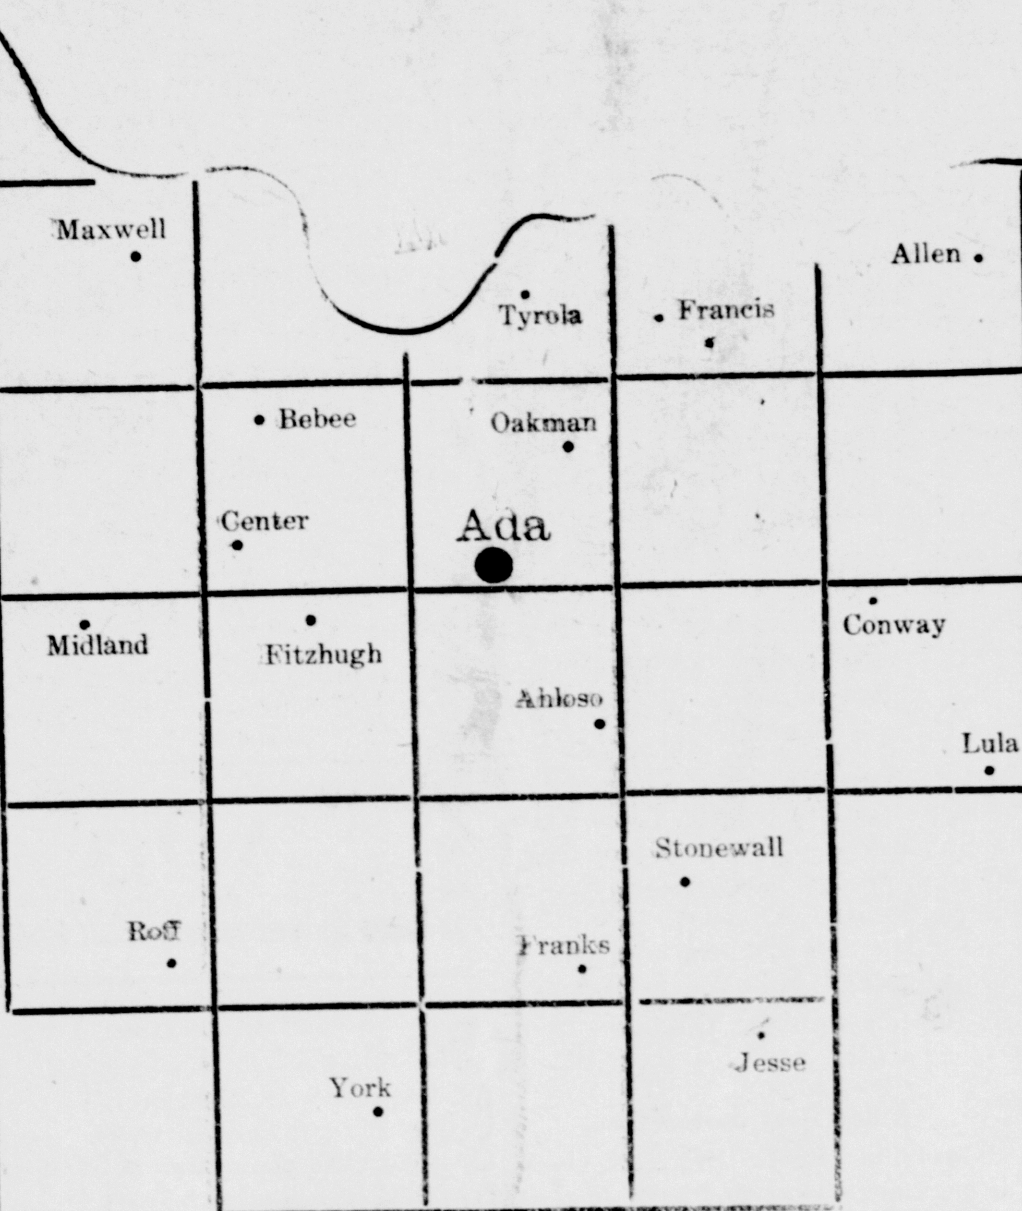 Maxwell
Allen
Tyrola
Francis
Bebee
Oakman
Center
Ada
Conway
Midland
Fitzhugh
Ahloso
Lula
Stonewall
Roff
Franks
Jesse
York